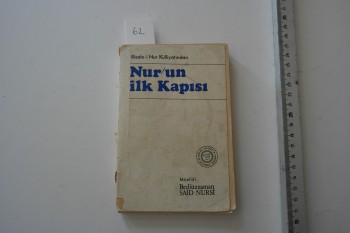 62
Risale-i Nur Külliyatından
Nur'un
ilk Kapısı
Müellifi
Bediüzzaman
SAİD NURSİ